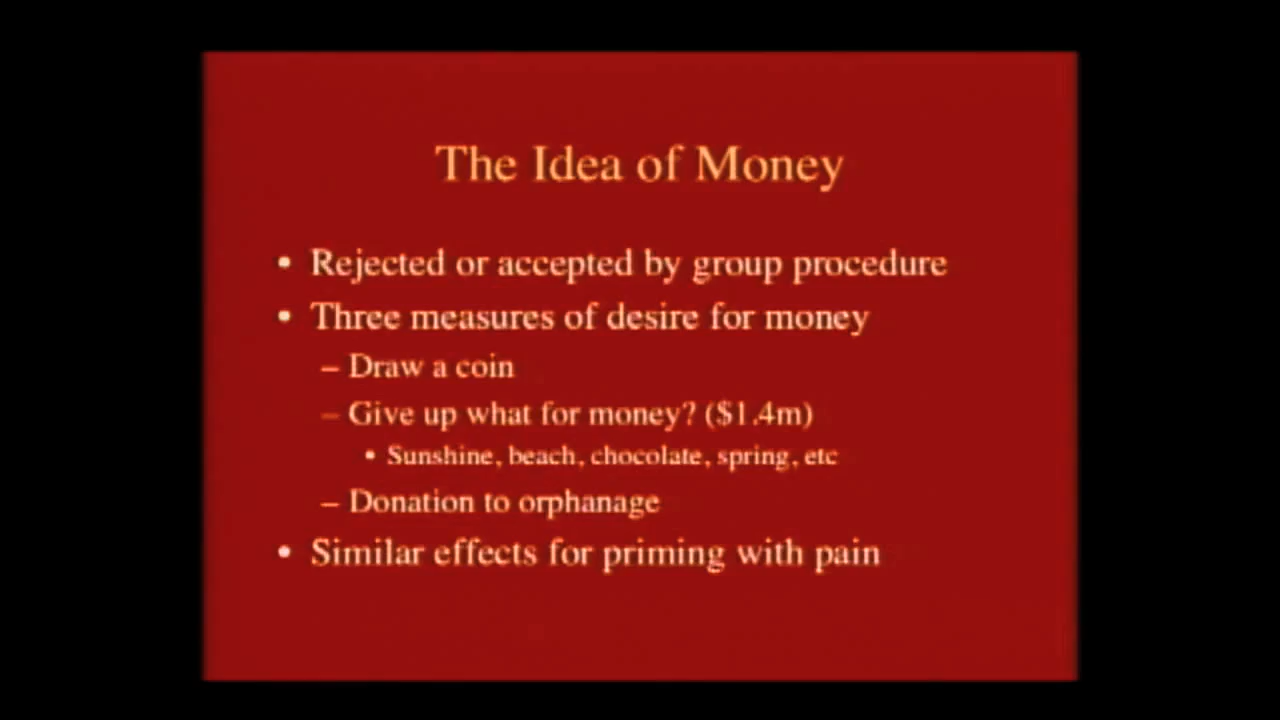 The Idea of Money
• Rejected or accepted by group procedure
• Three measures of desire for money
– Draw a coin
– Give up what for money? ($1.4m)
• Sunshine, beach, chocolate, spring, etc
– Donation to orphanage
• Similar effects for priming with pain